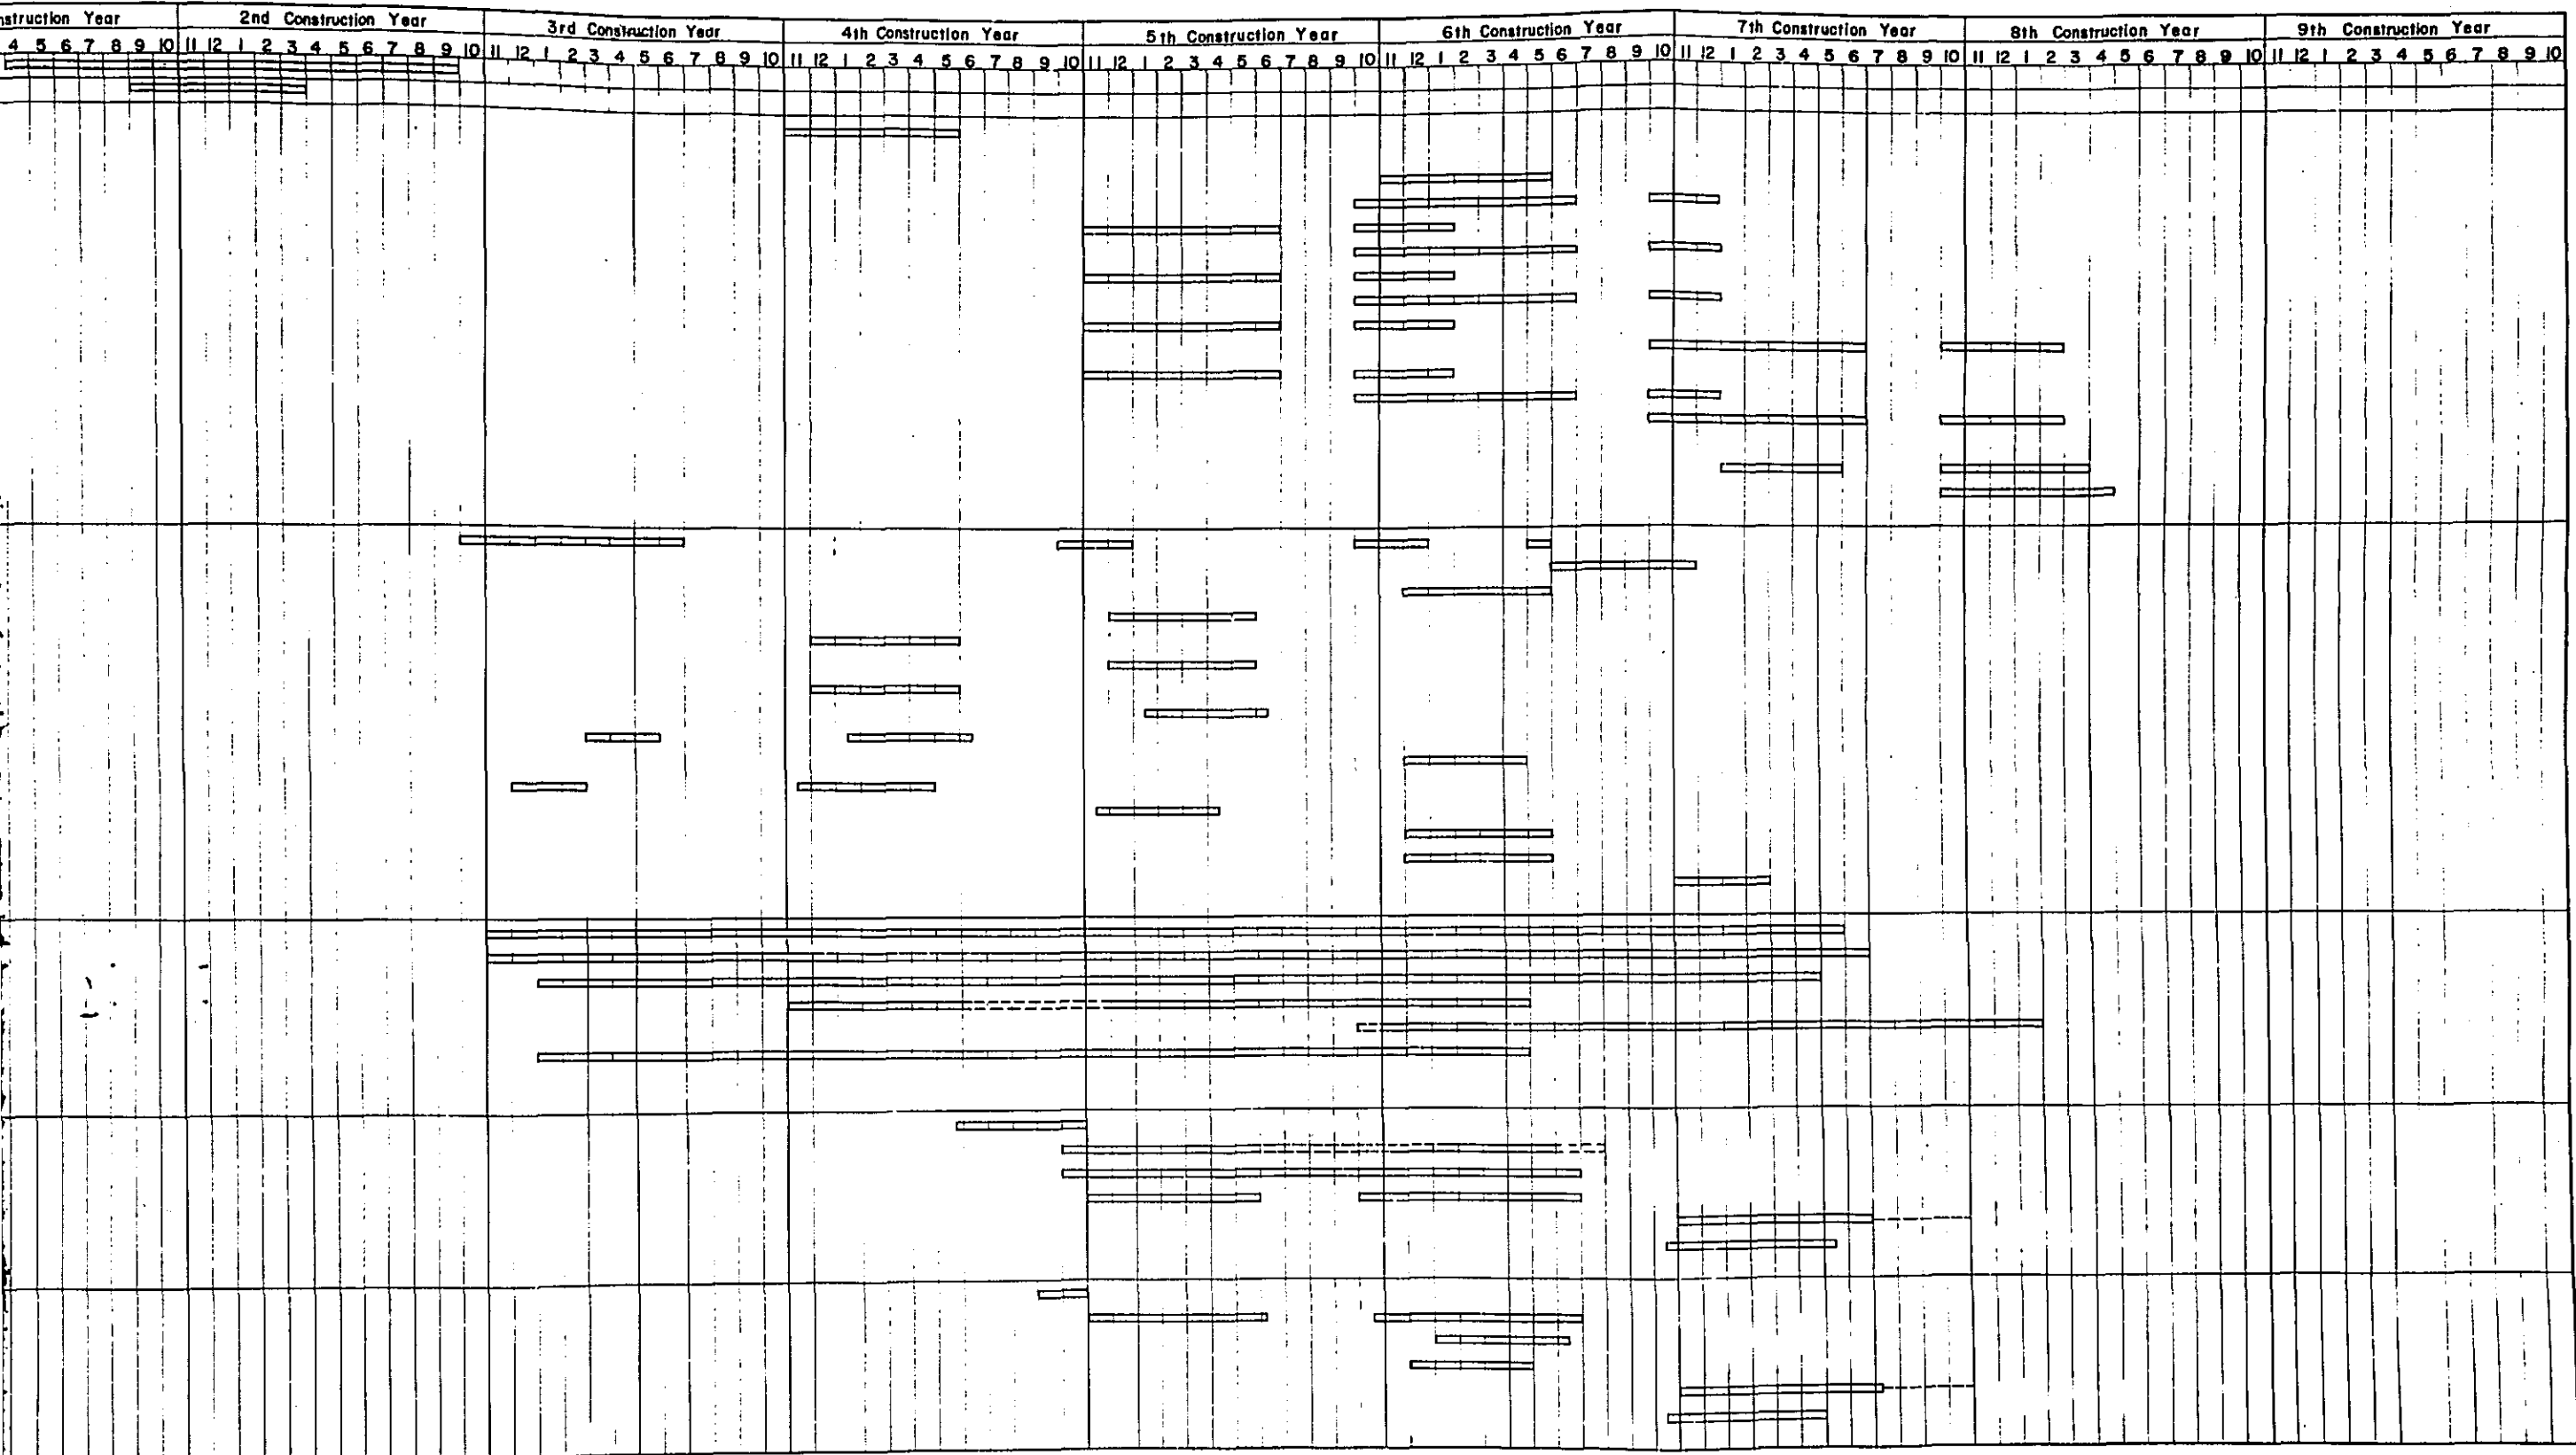 nstruction Year 2nd Construction Year 3rd Construction Year 4th Construction Year 5th Construction Year 6th Construction Year 7th Construction Year 8th Construction Year 9th Construction Year
4 5 6 7 8 9 10 11 12 1 2 3 4 5 6 7 8 9 10 11 12 1 2 3 4 5 6 7 8 9 10 11 12 1 2 3 4 5 6 7 8 9 10 11 12 1 2 3 4 5 6 7 8 9 10 11 12 1 2 3 4 5 6 7 8 9 10 11 12 1 2 3 4 5 6 7 8 9 10 11 12 1 2 3 4 5 6 7 8 9 10 11 12 1 2 3 4 5 6 7 8 9 10